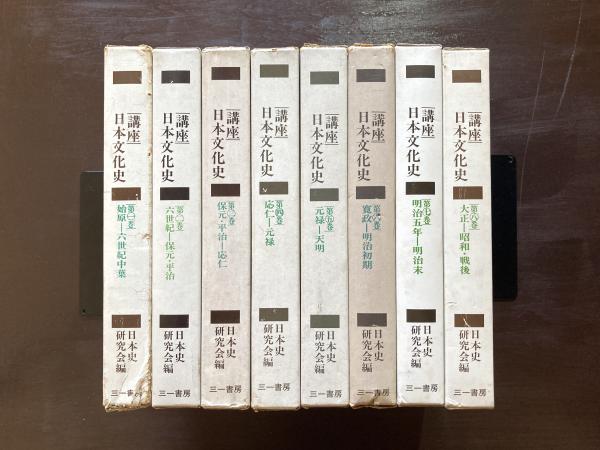 講座
日本文化史
第一巻
始原―六世紀中葉
日本史
研究会編
三一書房
講座
日本文化史
第二巻
六世紀―保元・平治
日本史
研究会編
三一書房
講座
日本文化史
第三巻
保元・平治―応仁
日本史
研究会編
三一書房
講座
日本文化史
第四巻
応仁―元禄
日本史
研究会編
三一書房
講座
日本文化史
第五巻
元禄―天明
日本史
研究会編
三一書房
講座
日本文化史
第六巻
寛政―明治初期
日本史
研究会編
三一書房
講座
日本文化史
第七巻
明治五年―明治末
日本史
研究会編
三一書房
講座
日本文化史
第八巻
大正―昭和・戦後
日本史
研究会編
三一書房